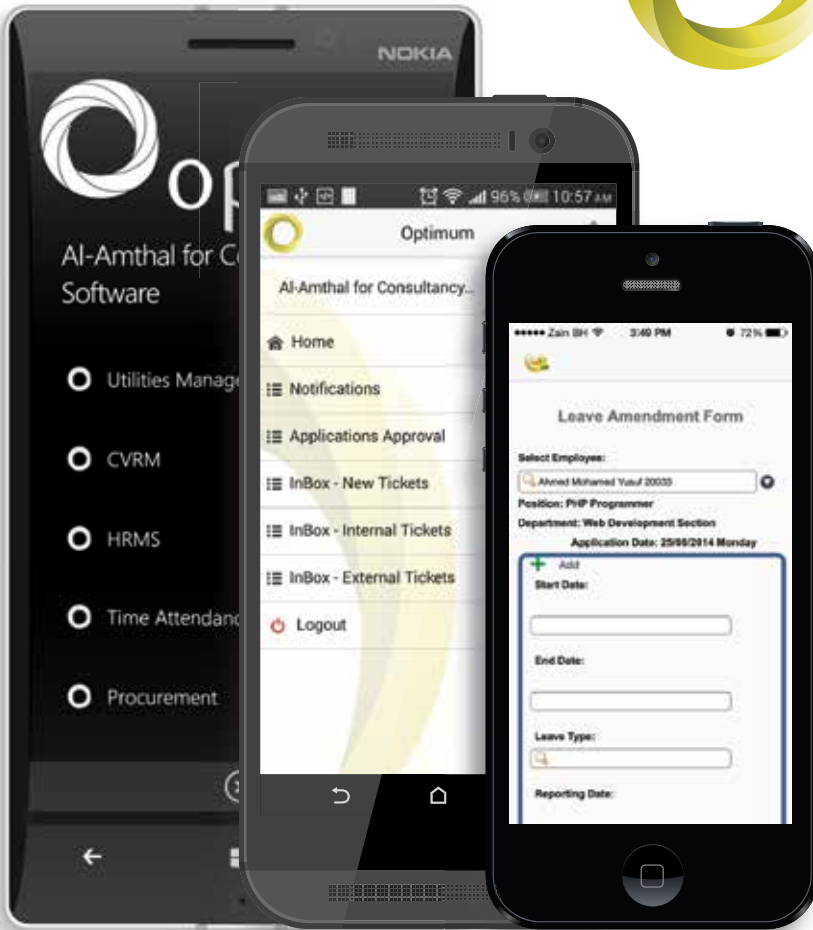 NOKIA
op
Al-Amthal for C
Software
Utilities Manage
CVRM
HRMS
Time Attendanc
Procurement
96% 10:57 AM
Optimum
Al-Amthal for Consultancy...
Home
Notifications
Applications Approval
InBox - New Tickets
InBox - Internal Tickets
InBox - External Tickets
Logout
Zain BH 3:49 PM 72%
Leave Amendment Form
Select Employee:
Ahmed Mohamed Yusuf 20033
Position: PHP Programmer
Department: Web Development Section
Application Date: 25/08/2014 Monday
Add
Start Date:
End Date:
Leave Type:
Reporting Date: